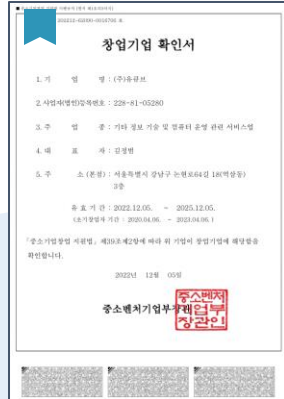 창업기업 확인서
1. 기 업 명 : (주)유큐브
2. 사업자(법인)등록번호 : 228-81-05280
3. 주 업 종 : 기타 정보 기술 및 컴퓨터 운영 관련 서비스업
4. 대 표 자 : 김정범
5. 주 소 (본점) : 서울특별시 강남구 논현로64길 18(역삼동)
3층
유 효 기 간 : 2022.12.05. ~ 2025.12.05.
(초기창업자 기간 : 2020.04.06. ~ 2023.04.06. )
「중소기업창업 지원법」제39조제2항에 따라 위 기업이 창업기업에 해당함을
확인합니다.
2022년 12월 05일
중소벤처기업부장관
중소벤처
기업부
장관인